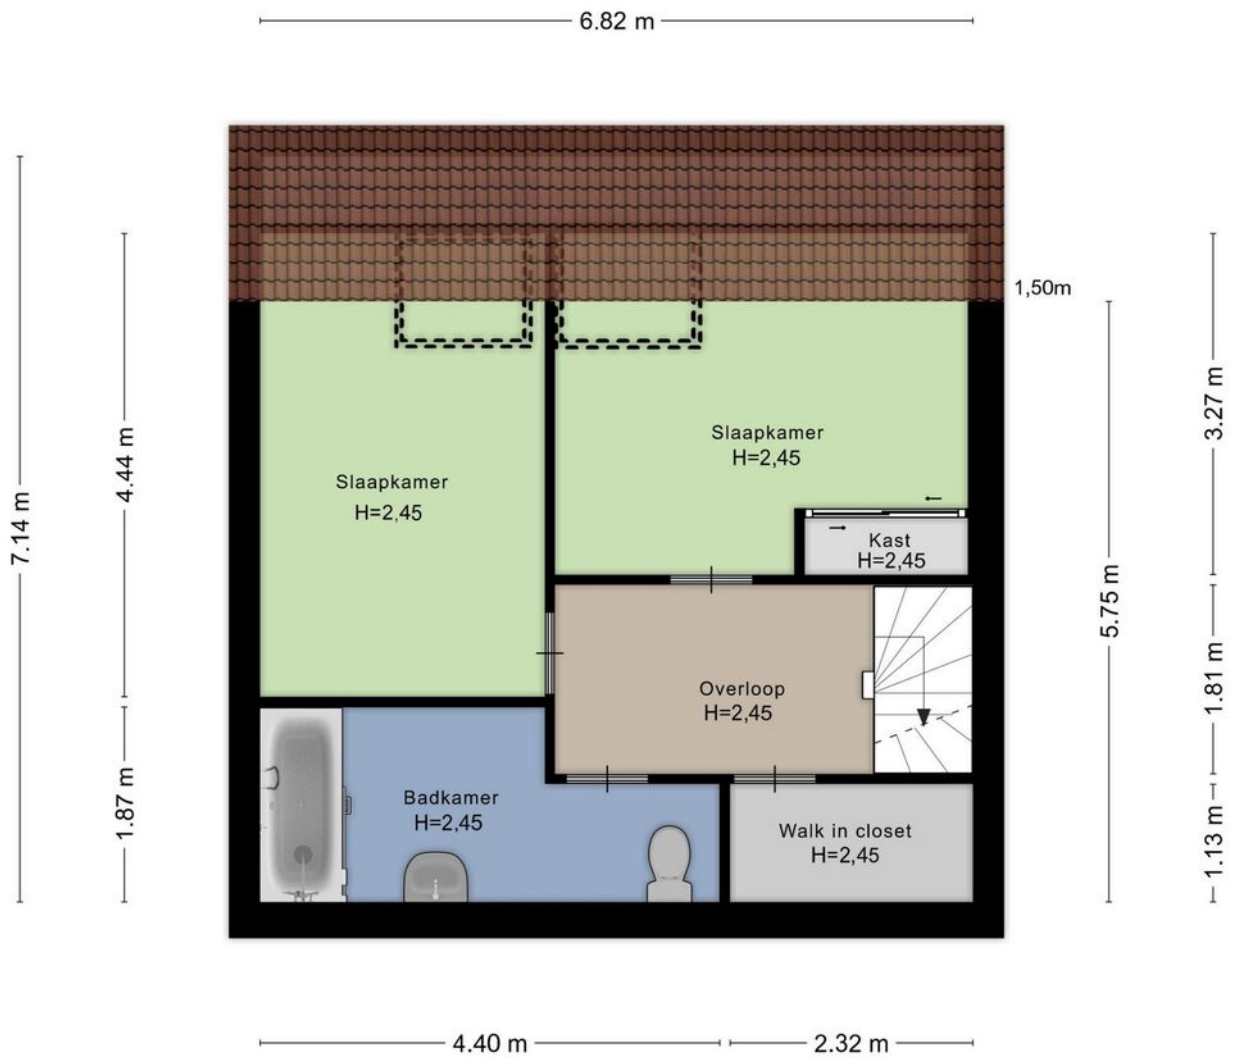 6.82 m
1,50m
3.27 m
4.44 m
7.14 m
Slaapkamer
H=2,45
Slaapkamer
H=2,45
Kast
H=2,45
5.75 m
1.81 m
Overloop
H=2,45
Badkamer
H=2,45
1.87 m
Walk in closet
H=2,45
1.13 m
4.40 m
2.32 m